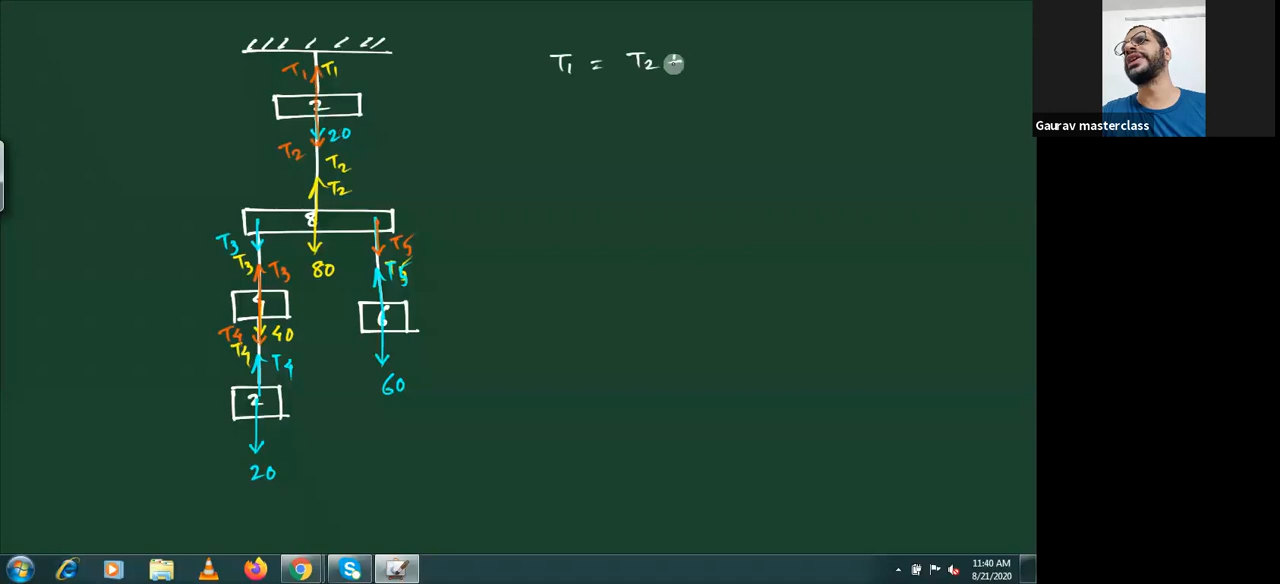 T1 = T2 +
T1 T1
2
20
T2 T2
T2
8
T3 T5
T3 T3 80 T5
4
T4 40 6
T4 T4
60
2
20
Gaurav masterclass
11:40 AM
8/21/2020